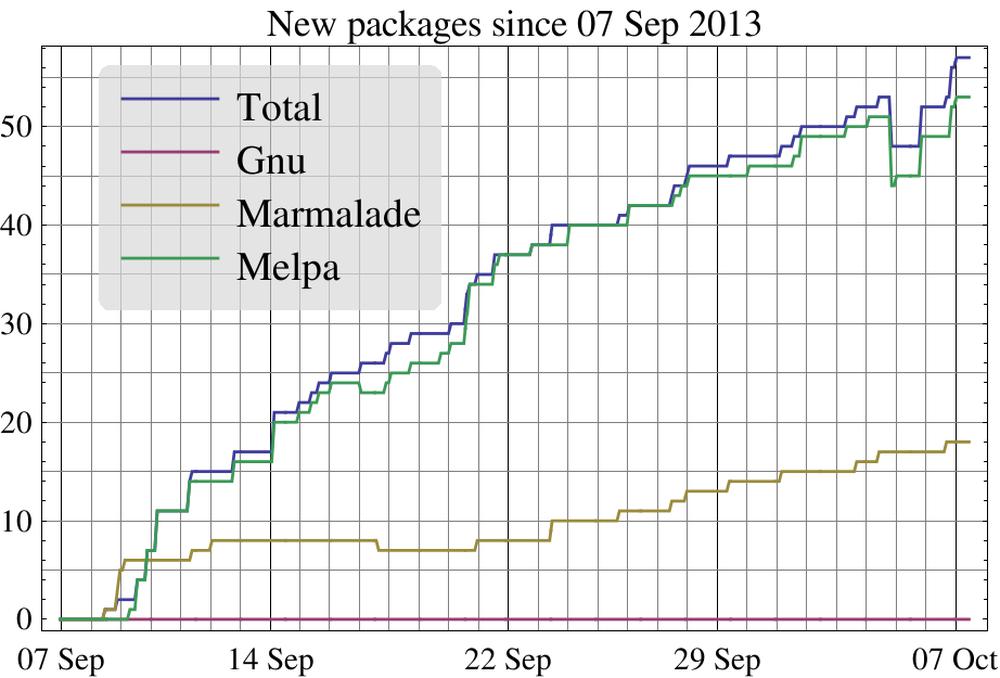 New packages since 07 Sep 2013
Total
Gnu
Marmalade
Melpa
50
40
30
20
10
0
07 Sep 14 Sep 22 Sep 29 Sep 07 Oct